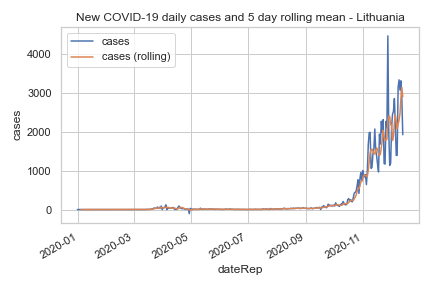 New COVID-19 daily cases and 5 day rolling mean - Lithuania
cases
cases (rolling)
cases
4000
3000
2000
1000
0
2020-01
2020-03
2020-05
2020-07
2020-09
2020-11
dateRep